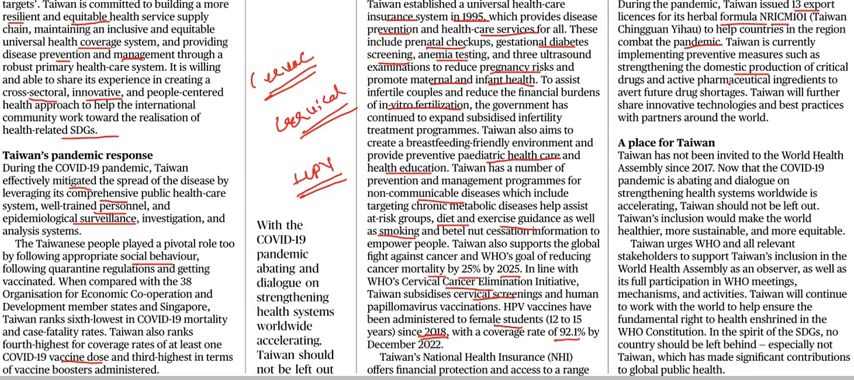 targets'. Taiwan is committed to building a more
resilient and equitable health service supply
chain, maintaining an inclusive and equitable
universal health coverage system, and providing
disease prevention and management through a
robust primary health-care system. It is willing
and able to share its experience in creating a
cross-sectoral, innovative, and people-centered
health approach to help the international
community work toward the realisation of
health-related SDGs.
Taiwan's pandemic response
During the COVID-19 pandemic, Taiwan
effectively mitigated the spread of the disease by
leveraging its comprehensive public health-care
system, well-trained personnel, and
epidemiological surveillance, investigation, and
analysis systems.
The Taiwanese people played a pivotal role too
by following appropriate social behaviour,
following quarantine regulations and getting
vaccinated. When compared with the 38
Organisation for Economic Co-operation and
Development member states and Singapore,
Taiwan ranks sixth-lowest in COVID-19 mortality
and case-fatality rates. Taiwan also ranks
fourth-highest for coverage rates of at least one
COVID-19 vaccine dose and third-highest in terms
of vaccine boosters administered.
cervical
HPV
With the
COVID-19
pandemic
abating and
dialogue on
strengthening
health systems
worldwide
accelerating,
Taiwan should
not be left out
Taiwan established a universal health-care
insurance system in 1995, which provides disease
prevention and health-care services for all. These
include prenatal checkups, gestational diabetes
screening, anemia testing, and three ultrasound
examinations to reduce pregnancy risks and
promote maternal and infant health. To assist
infertile couples and reduce the financial burdens
of in-vitro fertilization, the government has
continued to expand subsidised infertility
treatment programmes. Taiwan also aims to
create a breastfeeding-friendly environment and
provide preventive paediatric health care and
health education. Taiwan has a number of
prevention and management programmes for
non-communicable diseases which include
targeting chronic metabolic diseases help assist
at-risk groups, diet and exercise guidance as well
as smoking and betel nut cessation information to
empower people. Taiwan also supports the global
fight against cancer and WHO's goal of reducing
cancer mortality by 25% by 2025. In line with
WHO's Cervical Cancer Elimination Initiative,
Taiwan subsidises cervical screenings and human
papillomavirus vaccinations. HPV vaccines have
been administered to female students (12 to 15
years) since 2018, with a coverage rate of 92.1% by
December 2022.
Taiwan's National Health Insurance (NHI)
offers financial protection and access to a range
During the pandemic, Taiwan issued 13 export
licences for its herbal formula NRICM101 (Taiwan
Chingguan Yihau) to help countries in the region
combat the pandemic. Taiwan is currently
implementing preventive measures such as
strengthening the domestic production of critical
drugs and active pharmaceutical ingredients to
avert future drug shortages. Taiwan will further
share innovative technologies and best practices
with partners around the world.
A place for Taiwan
Taiwan has not been invited to the World Health
Assembly since 2017. Now that the COVID-19
pandemic is abating and dialogue on
strengthening health systems worldwide is
accelerating, Taiwan should not be left out.
Taiwan's inclusion would make the world
healthier, more sustainable, and more equitable.
Taiwan urges WHO and all relevant
stakeholders to support Taiwan's inclusion in the
World Health Assembly as an observer, as well as
its full participation in WHO meetings,
mechanisms, and activities. Taiwan will continue
to work with the world to help ensure the
fundamental right to health enshrined in the
WHO Constitution. In the spirit of the SDGs, no
country should be left behind — especially not
Taiwan, which has made significant contributions
to global public health.